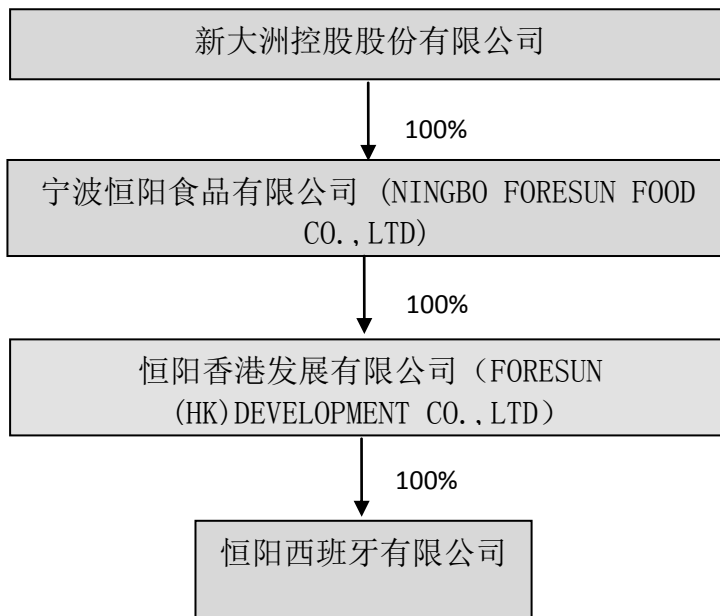 新大洲控股股份有限公司
100%
宁波恒阳食品有限公司 (NINGBO FORESUN FOOD
CO.,LTD)
100%
恒阳香港发展有限公司（FORESUN
(HK)DEVELOPMENT CO.,LTD）
100%
恒阳西班牙有限公司